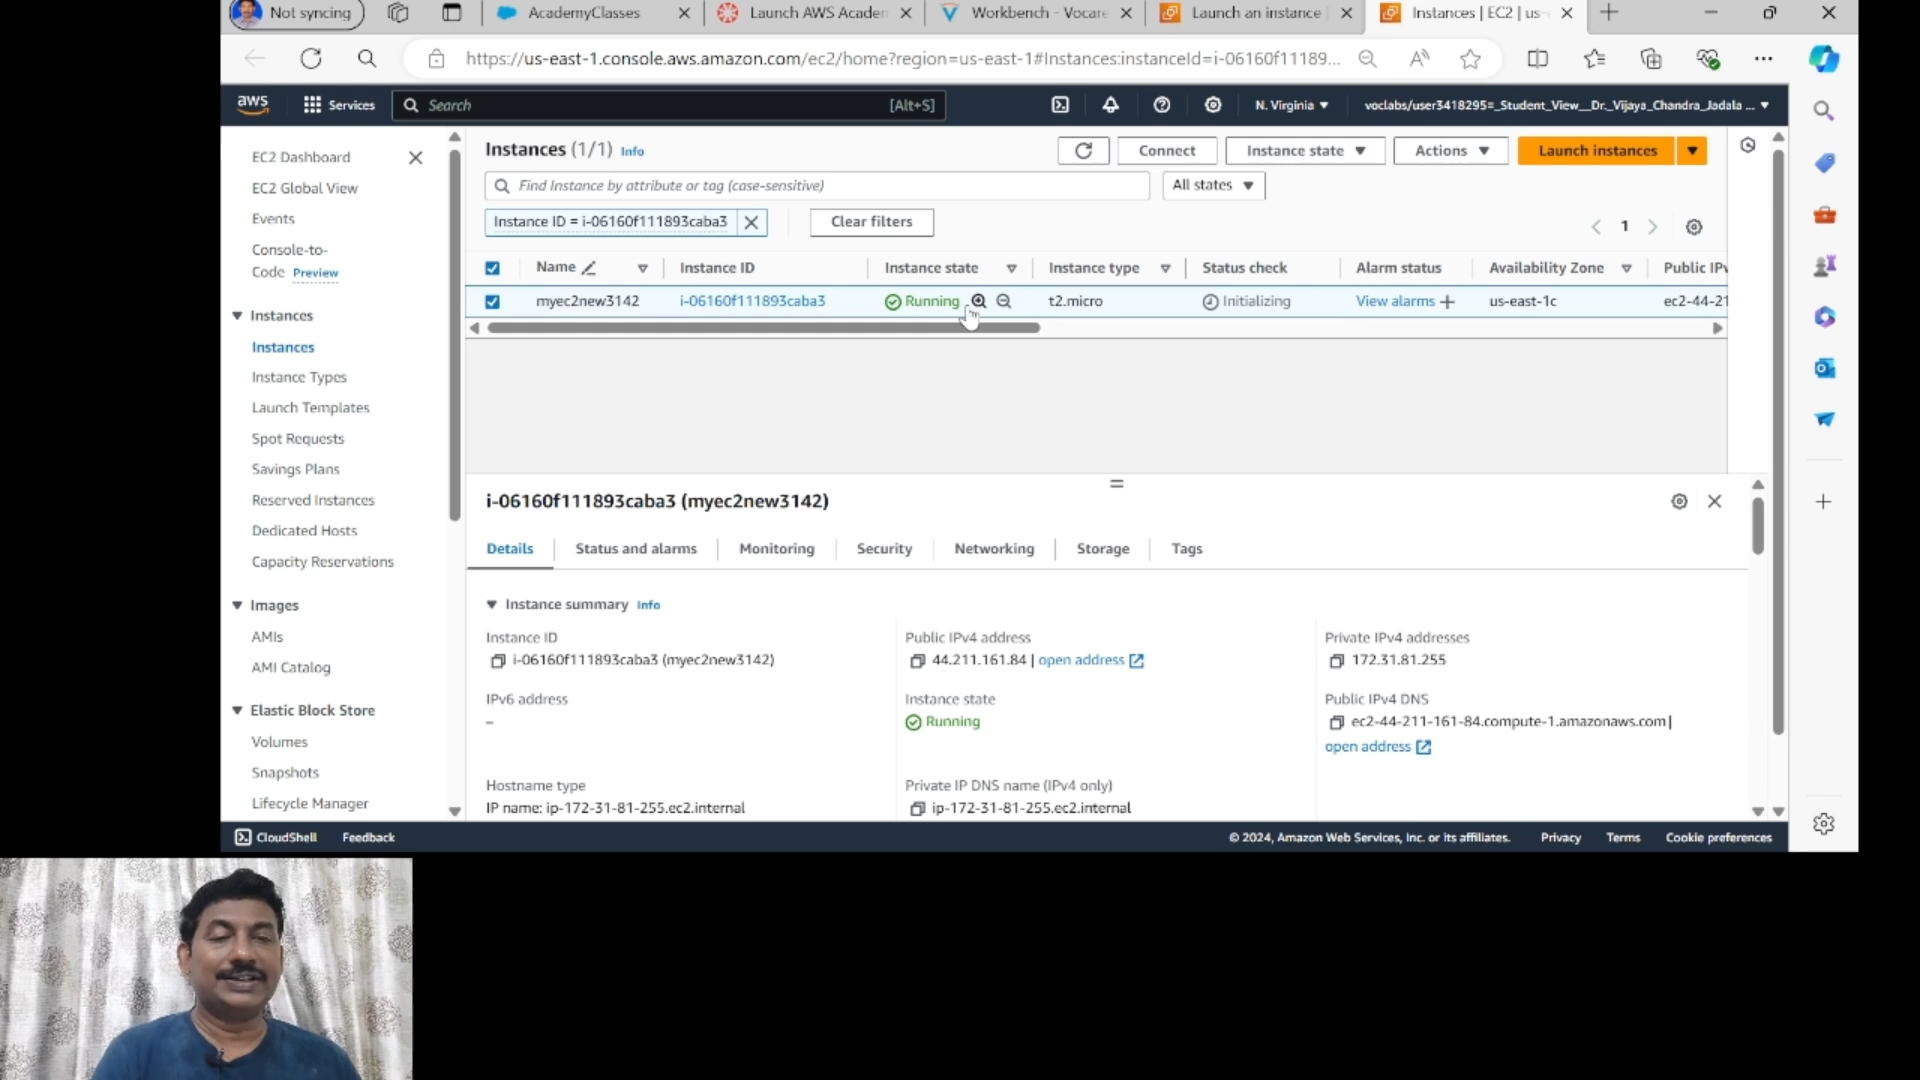 Not syncing
AcademyClasses
Launch AWS Academ
Workbench - Vocare
Launch an instance
Instances | EC2 | us-
https://us-east-1.console.aws.amazon.com/ec2/home?region=us-east-1#Instances:instanceId=i-06160f11189...
aws
Services
Search
[Alt+S]
N. Virginia
voclabs/user3418295=_Student_View__Dr._Vijaya_Chandra_Jadala ...
EC2 Dashboard
EC2 Global View
Events
Console-to-
Code Preview
Instances
Instances
Instance Types
Launch Templates
Spot Requests
Savings Plans
Reserved Instances
Dedicated Hosts
Capacity Reservations
Images
AMIs
AMI Catalog
Elastic Block Store
Volumes
Snapshots
Lifecycle Manager
Instances (1/1) Info
Connect
Instance state
Actions
Launch instances
Find Instance by attribute or tag (case-sensitive)
All states
Instance ID = i-06160f111893caba3
Clear filters
1
Name Instance ID Instance state Instance type Status check Alarm status Availability Zone Public IPv
myec2new3142 i-06160f111893caba3 Running t2.micro Initializing View alarms + us-east-1c ec2-44-21
i-06160f111893caba3 (myec2new3142)
Details Status and alarms Monitoring Security Networking Storage Tags
Instance summary Info
Instance ID
i-06160f111893caba3 (myec2new3142)
Public IPv4 address
44.211.161.84 | open address
Private IPv4 addresses
172.31.81.255
IPv6 address
–
Instance state
Running
Public IPv4 DNS
ec2-44-211-161-84.compute-1.amazonaws.com |
open address
Hostname type
IP name: ip-172-31-81-255.ec2.internal
Private IP DNS name (IPv4 only)
ip-172-31-81-255.ec2.internal
CloudShell
Feedback
© 2024, Amazon Web Services, Inc. or its affiliates.
Privacy
Terms
Cookie preferences